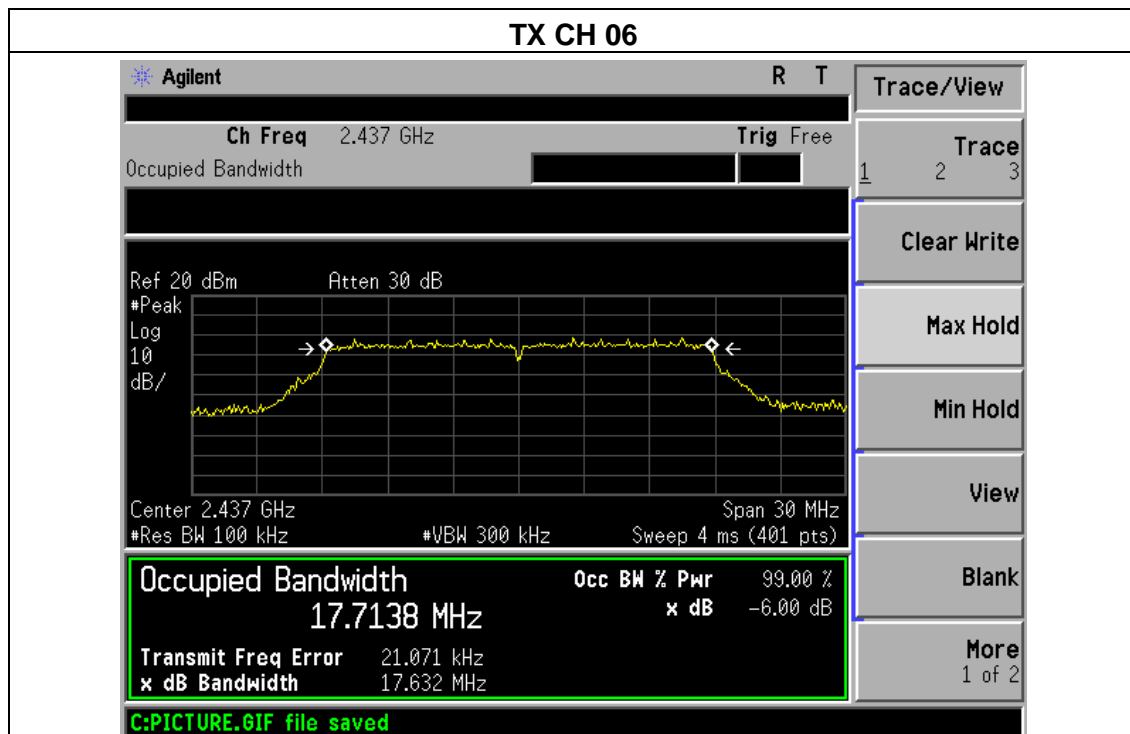 TX CH 06
Agilent R T
Trace/View
Ch Freq 2.437 GHz Trig Free
Occupied Bandwidth
Trace
1 2 3
Clear Write
Ref 20 dBm Atten 30 dB
#Peak
Log
10
dB/
Max Hold
Min Hold
Center 2.437 GHz Span 30 MHz
#Res BW 100 kHz #VBW 300 kHz Sweep 4 ms (401 pts)
View
Occupied Bandwidth Occ BW % Pwr 99.00 %
17.7138 MHz x dB -6.00 dB
Blank
Transmit Freq Error 21.071 kHz
x dB Bandwidth 17.632 MHz
More
1 of 2
C:PICTURE.GIF file saved